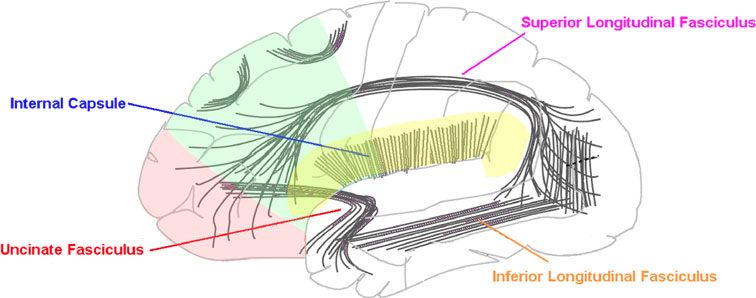 Superior Longitudinal Fasciculus
Internal Capsule
Uncinate Fasciculus
Inferior Longitudinal Fasciculus